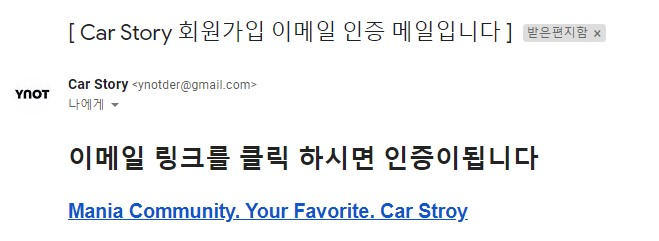 [ Car Story 회원가입 이메일 인증 메일입니다 ] 받은편지함 ×
YNOT
Car Story <ynotder@gmail.com>
나에게
이메일 링크를 클릭 하시면 인증이됩니다
Mania Community. Your Favorite. Car Stroy